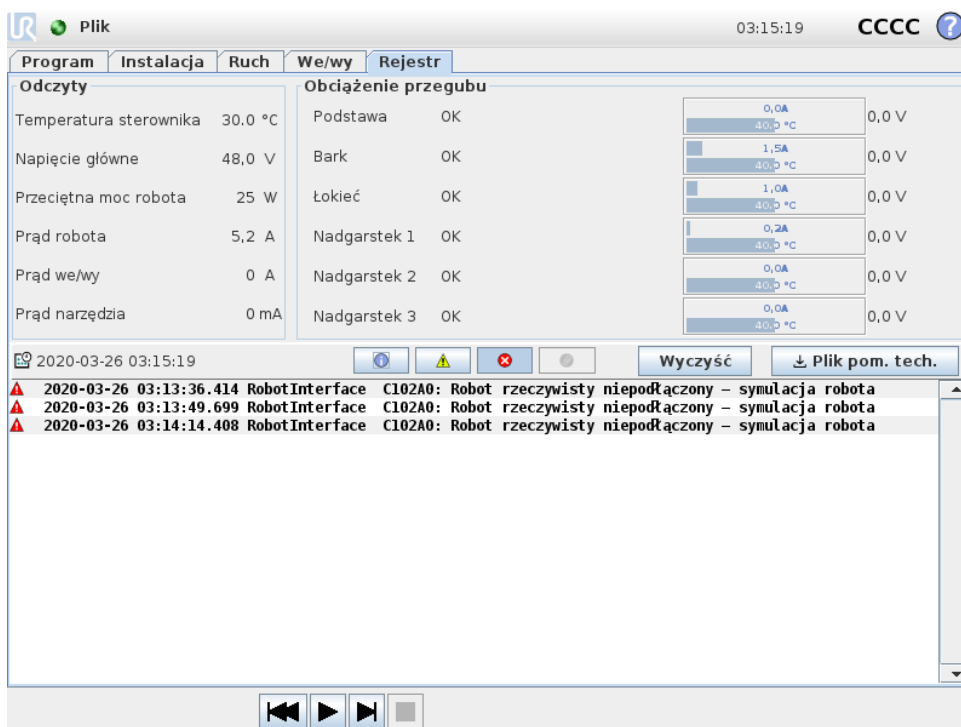 UR Plik 03:15:19 CCCC ?
Program Instalacja Ruch We/wy Rejestr
Odczyty
Temperatura sterownika 30.0 °C
Napięcie główne 48,0 V
Przeciętna moc robota 25 W
Prąd robota 5,2 A
Prąd we/wy 0 A
Prąd narzędzia 0 mA
Obciążenie przegubu
Podstawa OK 0,0A 40,0 °C 0,0 V
Bark OK 1,5A 40,0 °C 0,0 V
Łokieć OK 1,0A 40,0 °C 0,0 V
Nadgarstek 1 OK 0,2A 40,0 °C 0,0 V
Nadgarstek 2 OK 0,0A 40,0 °C 0,0 V
Nadgarstek 3 OK 0,0A 40,0 °C 0,0 V
2020-03-26 03:15:19 Wyczyść Plik pom. tech.
2020-03-26 03:13:36.414 RobotInterface C102A0: Robot rzeczywisty niepodłączony – symulacja robota
2020-03-26 03:13:49.699 RobotInterface C102A0: Robot rzeczywisty niepodłączony – symulacja robota
2020-03-26 03:14:14.408 RobotInterface C102A0: Robot rzeczywisty niepodłączony – symulacja robota